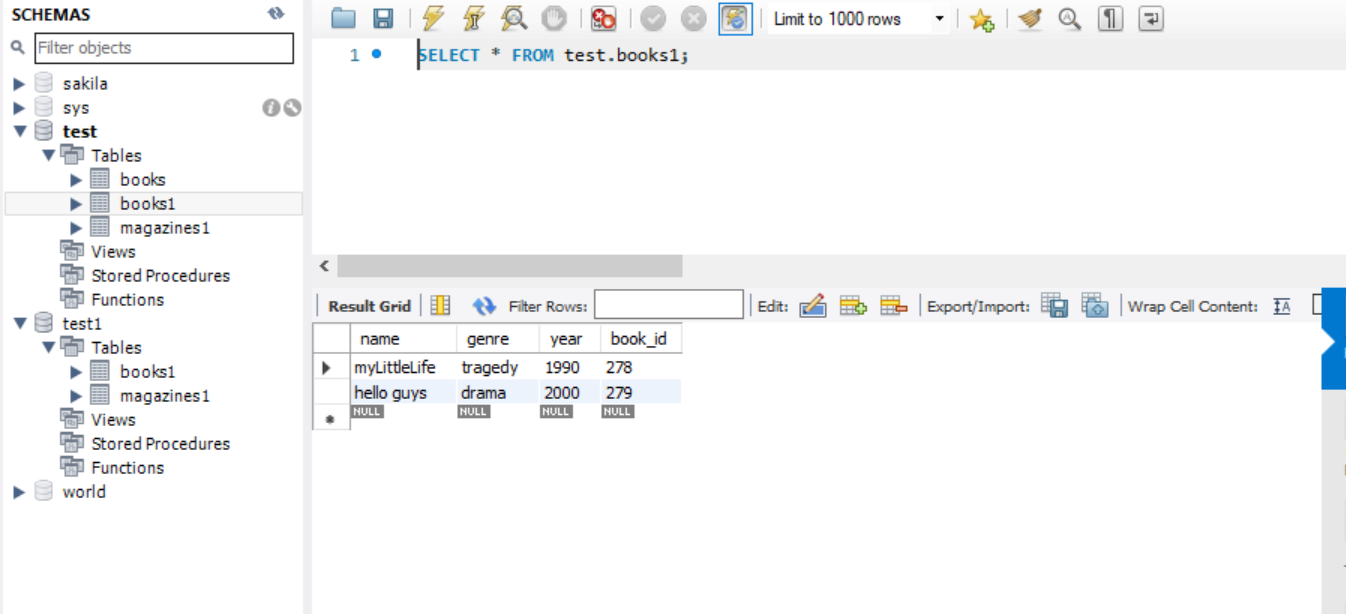 SCHEMAS
Filter objects
sakila
sys
test
Tables
books
books1
magazines1
Views
Stored Procedures
Functions
test1
Tables
books1
magazines1
Views
Stored Procedures
Functions
world
Limit to 1000 rows
1 SELECT * FROM test.books1;
Result Grid Filter Rows: Edit: Export/Import: Wrap Cell Content: IA
name genre year book_id
myLittleLife tragedy 1990 278
hello guys drama 2000 279
NULL NULL NULL NULL